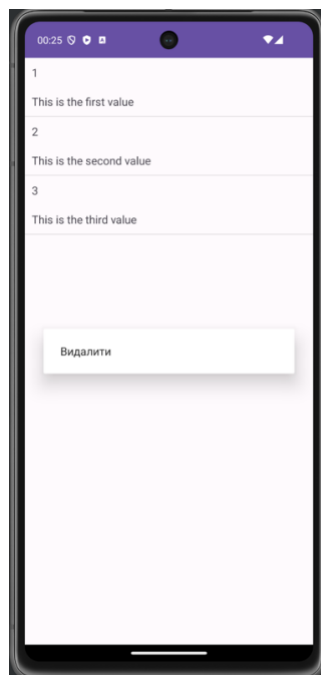 00:25
1
This is the first value
2
This is the second value
3
This is the third value
Видалити